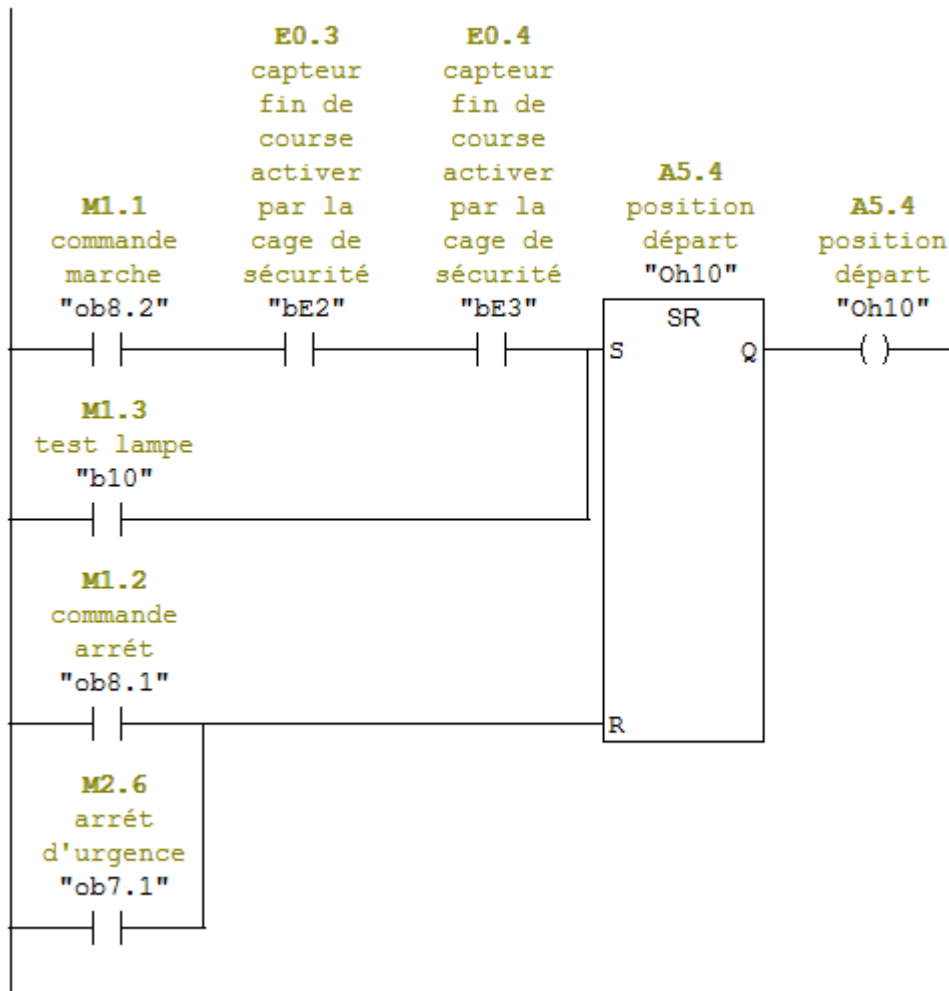 E0.3
capteur
fin de
course
activer
par la
cage de
sécurité
"bE2"
E0.4
capteur
fin de
course
activer
par la
cage de
sécurité
"bE3"
M1.1
commande
marche
"ob8.2"
A5.4
position
départ
"Oh10"
A5.4
position
départ
"Oh10"
SR
S
Q
M1.3
test lampe
"b10"
M1.2
commande
arrét
"ob8.1"
R
M2.6
arrét
d'urgence
"ob7.1"